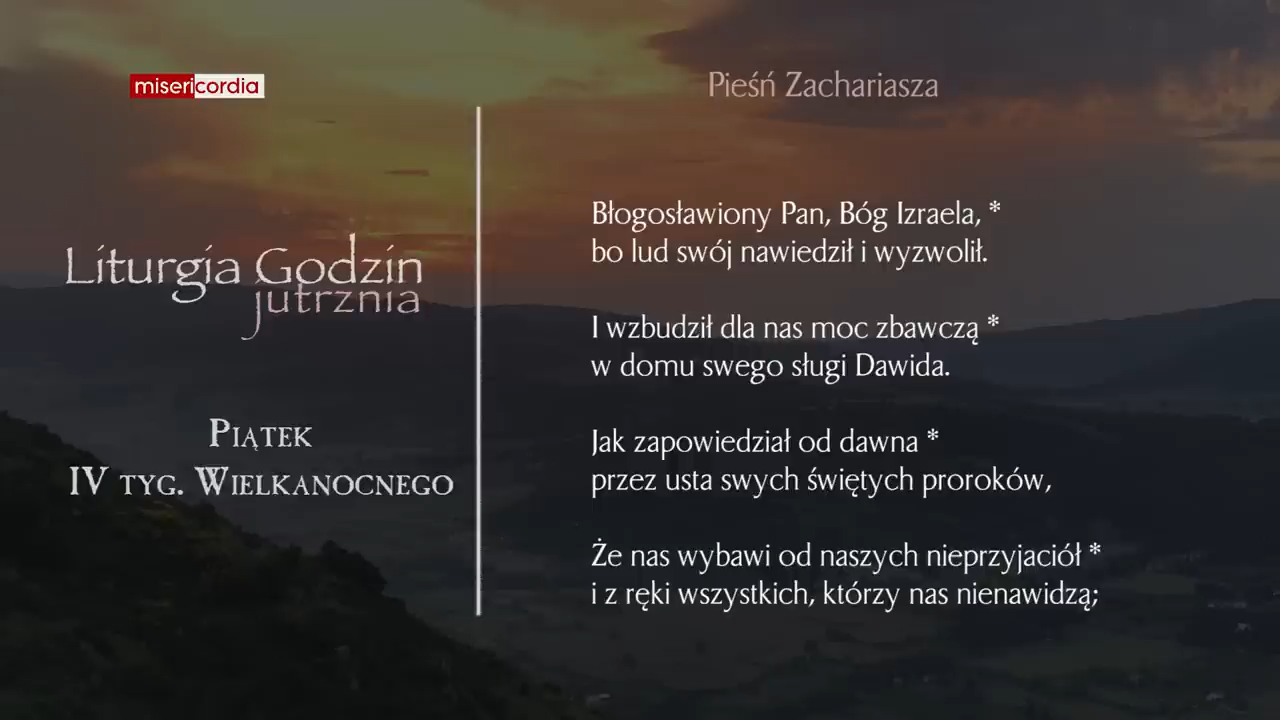 misericordia
Pieśń Zachariasza
Liturgia Godzin
jutrznia
Piątek
IV tyg. Wielkanocnego
Błogosławiony Pan, Bóg Izraela, *
bo lud swój nawiedził i wyzwolił.
I wzbudził dla nas moc zbawczą *
w domu swego sługi Dawida.
Jak zapowiedział od dawna *
przez usta swych świętych proroków,
Że nas wybawi od naszych nieprzyjaciół *
i z ręki wszystkich, którzy nas nienawidzą;